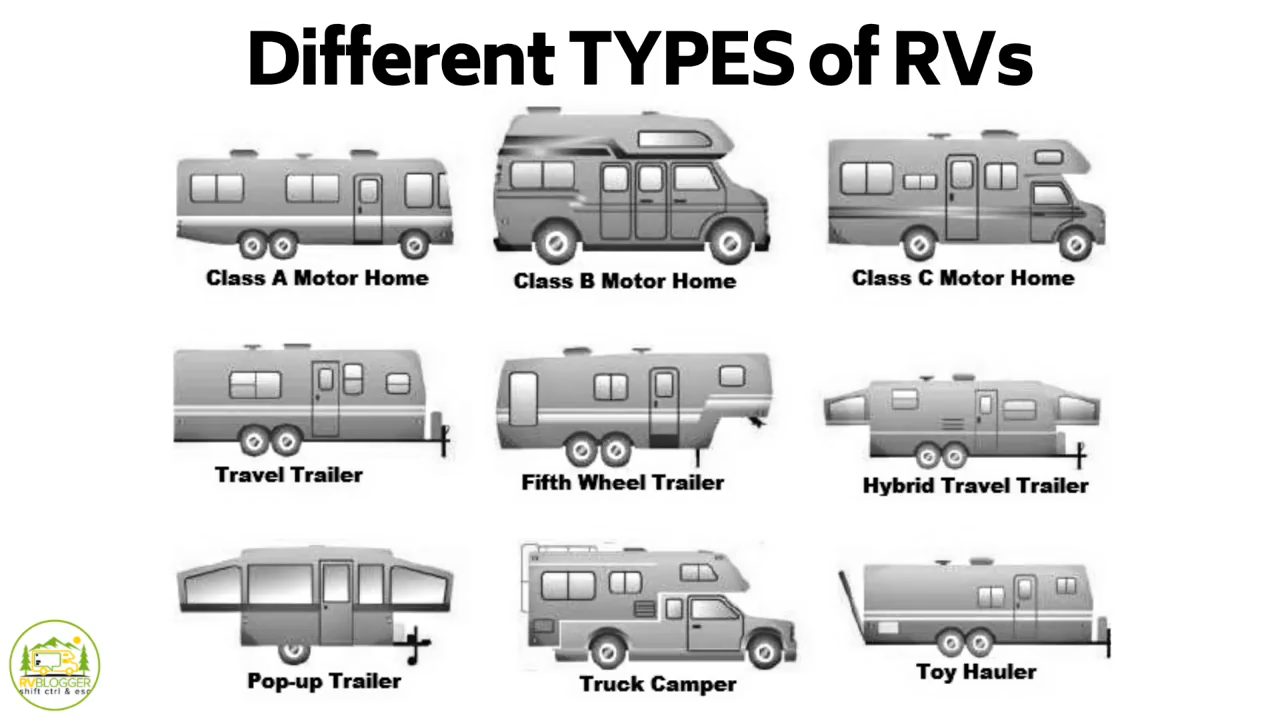 Different TYPES of RVs
Class A Motor Home
Class B Motor Home
Class C Motor Home
Travel Trailer
Fifth Wheel Trailer
Hybrid Travel Trailer
Pop-up Trailer
Truck Camper
Toy Hauler
RVBLOGGER
shift ctrl & esc